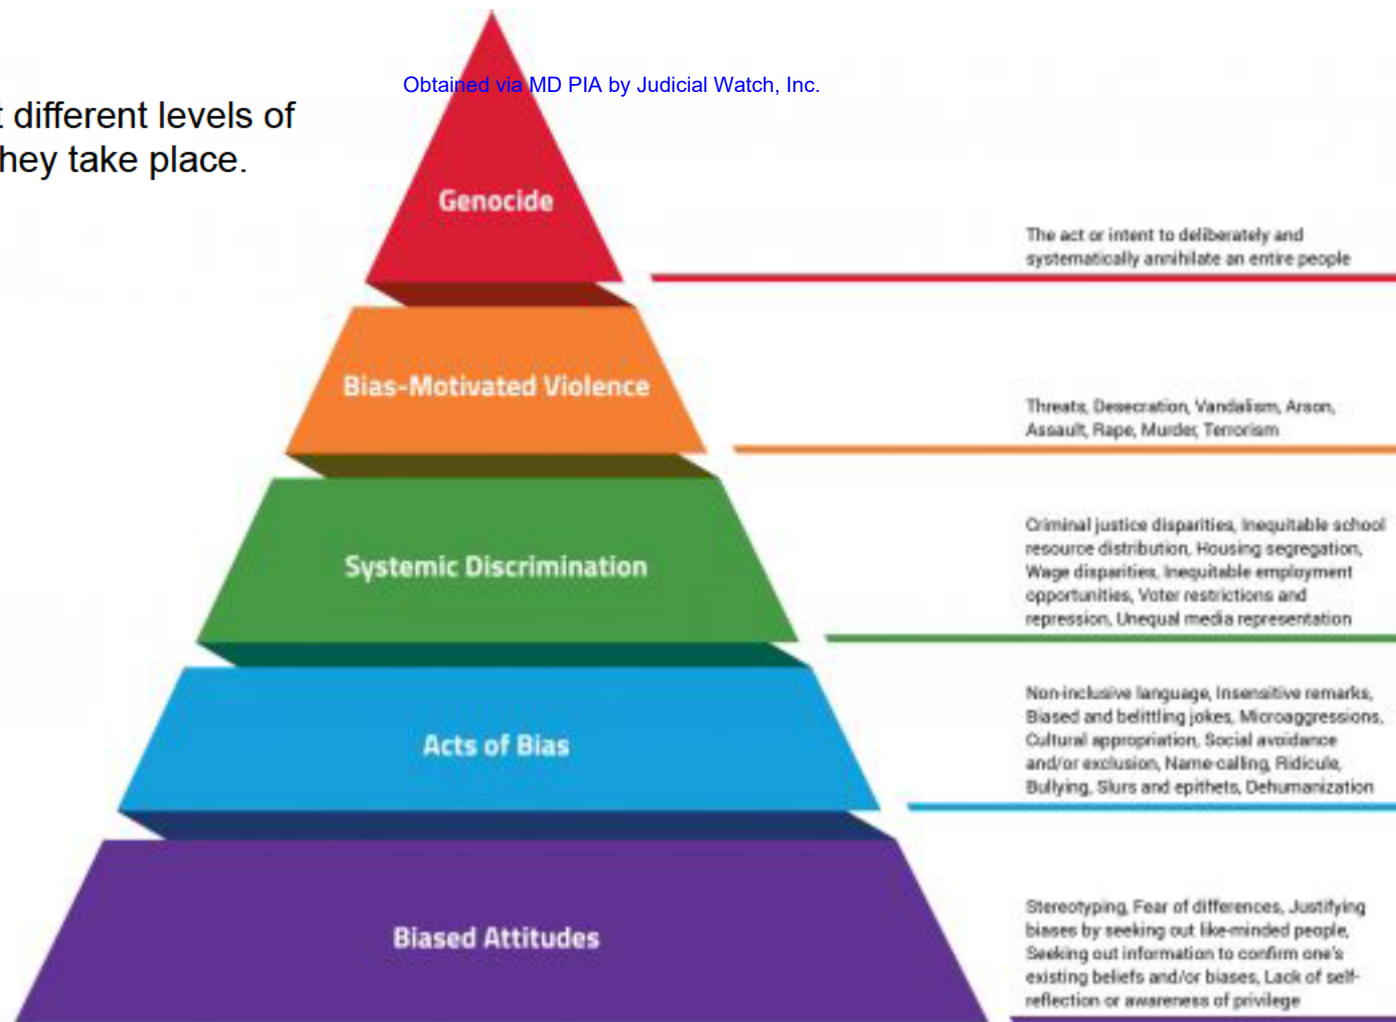 Obtained via MD PIA by Judicial Watch, Inc.
t different levels of
hey take place.
Genocide
The act or intent to deliberately and
systematically annihilate an entire people
Bias-Motivated Violence
Threats, Desecration, Vandalism, Arson,
Assault, Rape, Murder, Terrorism
Systemic Discrimination
Criminal justice disparities, Inequitable school
resource distribution, Housing segregation,
Wage disparities, Inequitable employment
opportunities, Voter restrictions and
repression, Unequal media representation
Acts of Bias
Non-inclusive language, Insensitive remarks,
Biased and belittling jokes, Microaggressions,
Cultural appropriation, Social avoidance
and/or exclusion, Name-calling, Ridicule,
Bullying, Slurs and epithets, Dehumanization
Biased Attitudes
Stereotyping, Fear of differences, Justifying
biases by seeking out like-minded people,
Seeking out information to confirm one's
existing beliefs and/or biases, Lack of self-
reflection or awareness of privilege